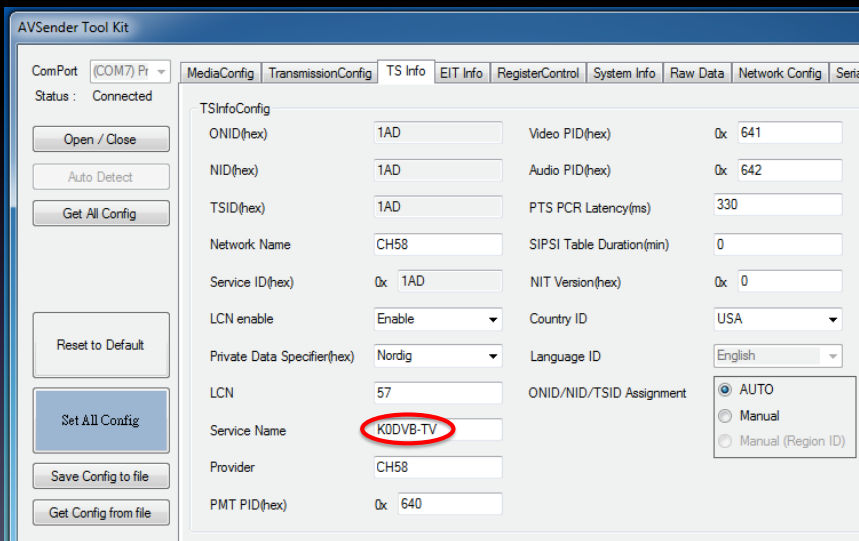 AVSender Tool Kit
ComPort (COM7) Pr
Status : Connected
Open / Close
Auto Detect
Get All Config
Reset to Default
Set All Config
Save Config to file
Get Config from file
MediaConfig TransmissionConfig TS Info EIT Info RegisterControl System Info Raw Data Network Config Seria
TSInfoConfig
ONID(hex) 1AD
NID(hex) 1AD
TSID(hex) 1AD
Network Name CH58
Service ID(hex) 0x 1AD
LCN enable Enable
Private Data Specifier(hex) Nordig
LCN 57
Service Name K0DVB-TV
Provider CH58
PMT PID(hex) 0x 640
Video PID(hex) 0x 641
Audio PID(hex) 0x 642
PTS PCR Latency(ms) 330
SIPSI Table Duration(min) 0
NIT Version(hex) 0x 0
Country ID USA
Language ID English
ONID/NID/TSID Assignment AUTO
Manual
Manual (Region ID)